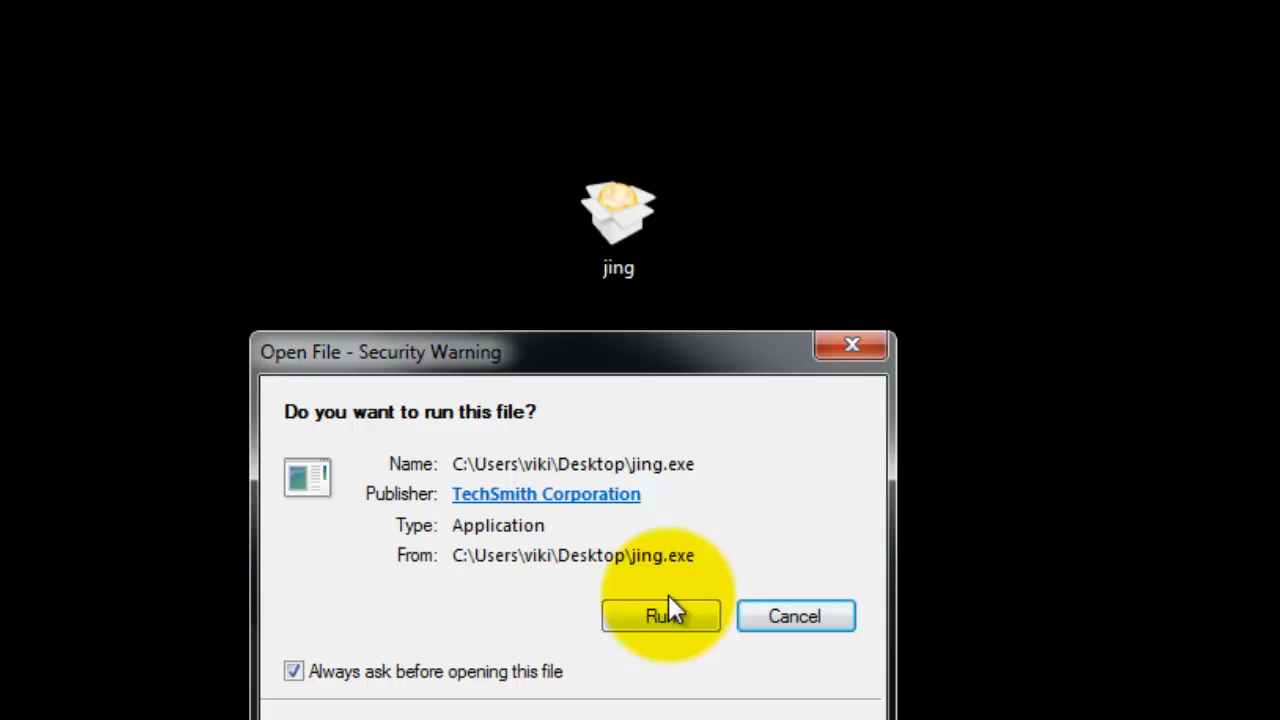 jing
Open File - Security Warning
Do you want to run this file?
Name: C:\Users\viki\Desktop\jing.exe
Publisher: TechSmith Corporation
Type: Application
From: C:\Users\viki\Desktop\jing.exe
Run Cancel
Always ask before opening this file